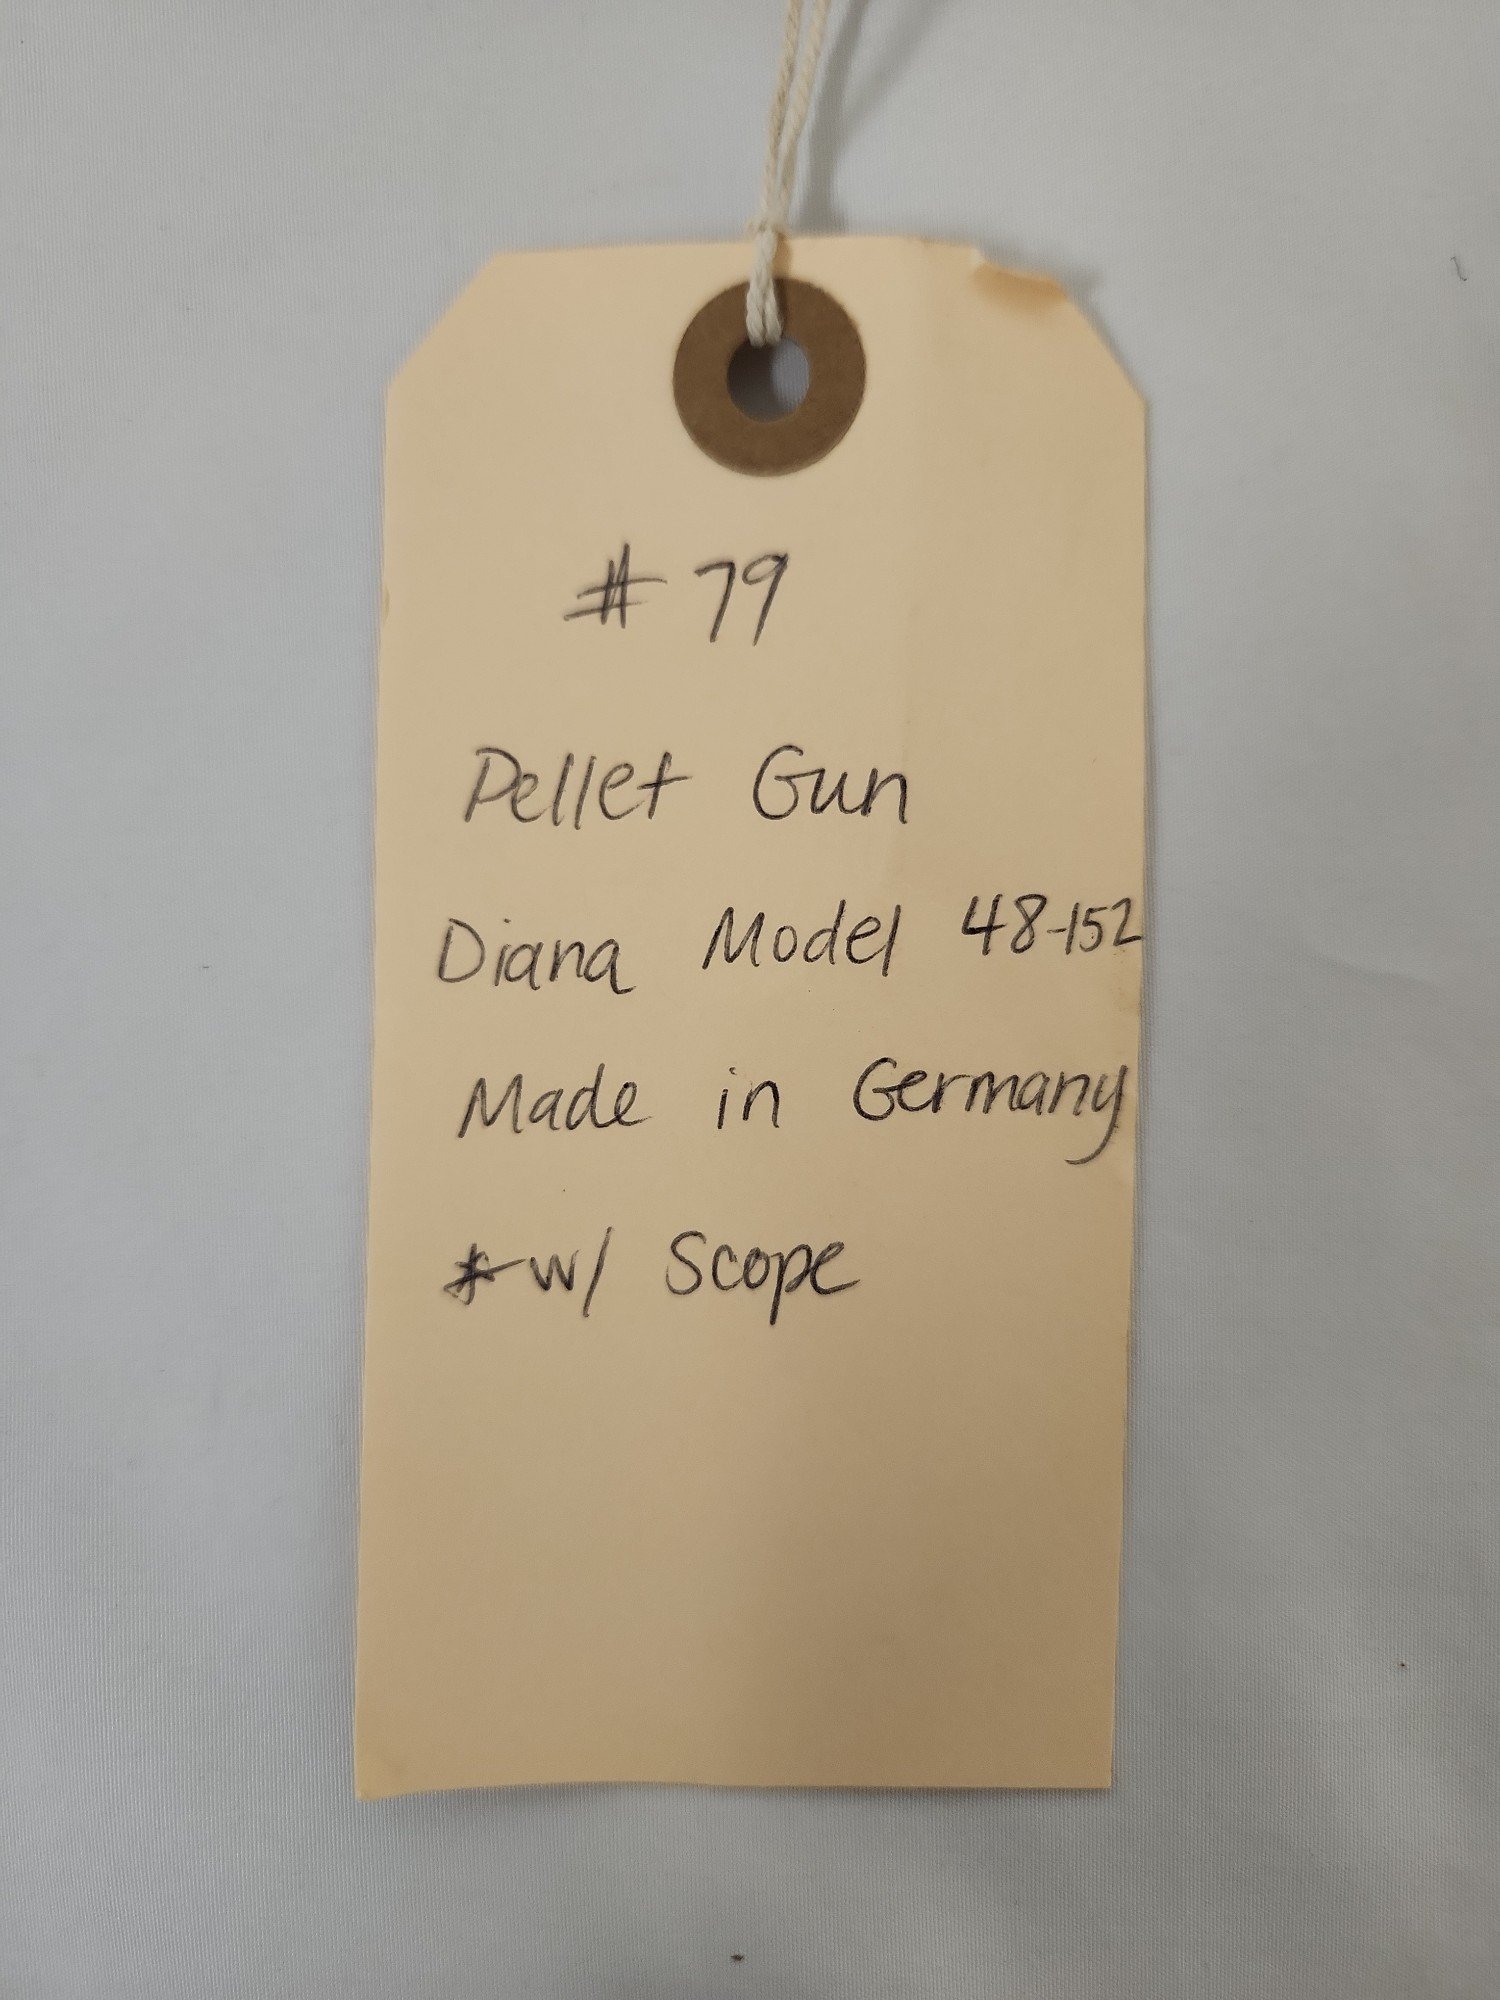 # 79
Pellet Gun
Diana Model 48-152
Made in Germany
* w/ Scope